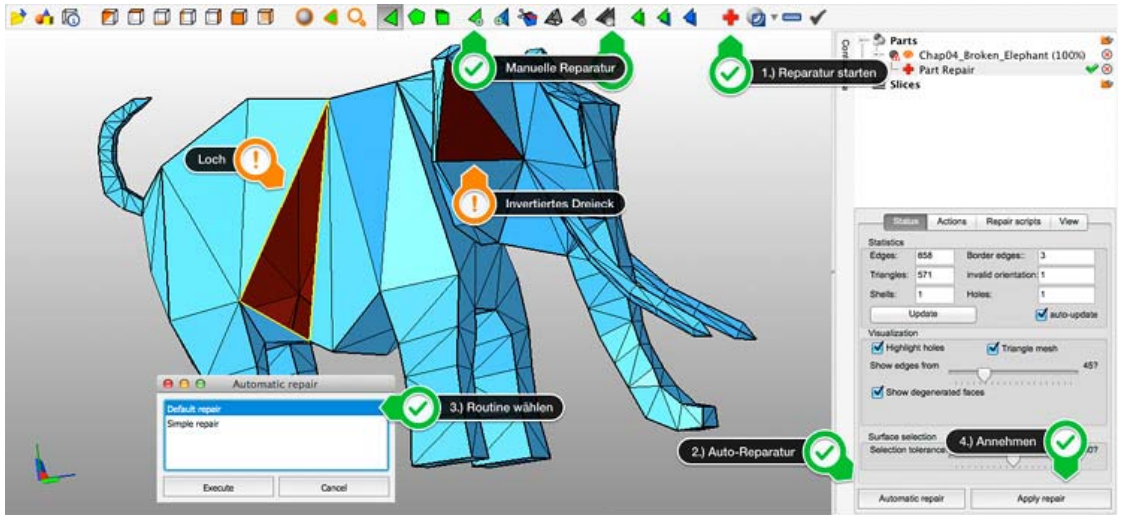 Manuelle Reparatur
1.) Reparatur starten
Loch
Invertiertes Dreieck
Parts
Chap04_Broken_Elephant (100%)
Part Repair
Slices
Status Actions Repair scripts View
Statistics
Edges: 858 Border edges:: 3
Triangles: 571 invalid orientation: 1
Shells: 1 Holes: 1
Update auto-update
Visualization
Highlight holes Triangle mesh
Show edges from 45?
Show degenerated faces
Automatic repair
Default repair
Simple repair
3.) Routine wählen
Execute Cancel
2.) Auto-Reparatur
4.) Annehmen
Surface selection
Selection tolerance:
Automatic repair Apply repair